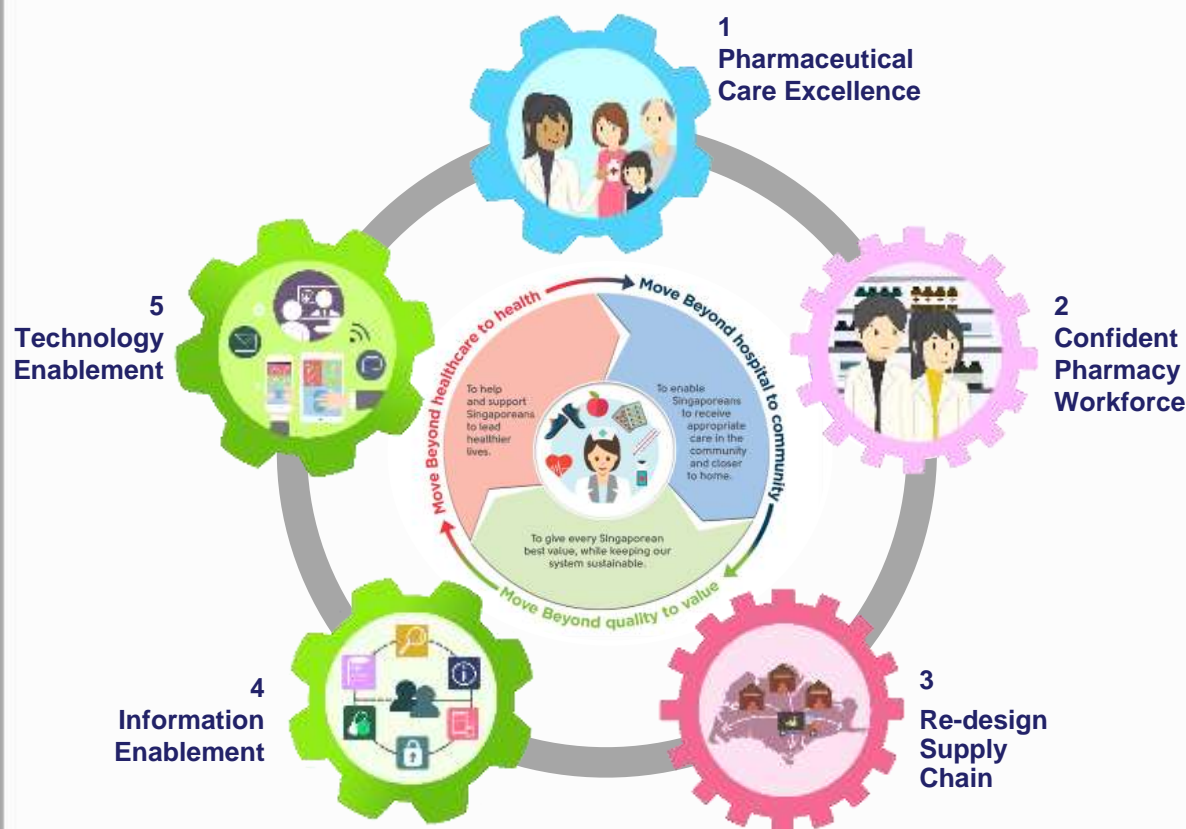 1
Pharmaceutical
Care Excellence
2
Confident
Pharmacy
Workforce
3
Re-design
Supply
Chain
4
Information
Enablement
5
Technology
Enablement
Move Beyond healthcare to health
To help
and support
Singaporeans
to lead
healthier
lives.
Move Beyond hospital to community
To enable
Singaporeans
to receive
appropriate
care in the
community
and closer
to home.
To give every Singaporean
best value, while keeping our
system sustainable.
Move Beyond quality to value